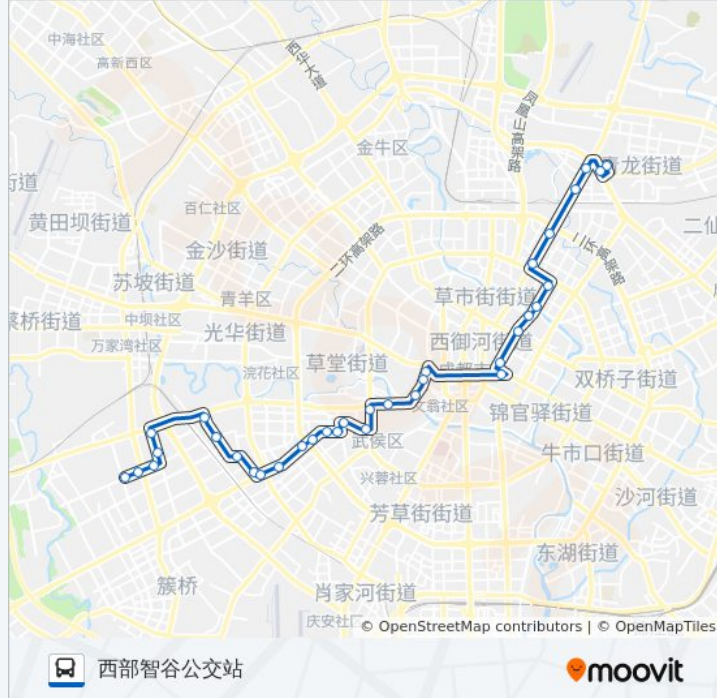 中海社区
高新西区
西华大道
凤凰山高架路
金牛区
青龙街道
街道
百仁社区
黄田坝街道
二仙
金沙街道
二环高架路
二环高架路
苏坡街道
青羊区
草市街街道
蔡桥街道
中坝社区
光华街道
西御河街道
万家湾社区
草堂街道
浣花社区
成都市
双桥子街道
文翁社区
锦官驿街道
武侯区
牛市口街道
兴蓉社区
沙河街道
芳草街街道
东湖街道
簇桥
肖家河街道
庆安社区
© OpenStreetMap contributors | © OpenMapTiles
西部智谷公交站
moovit